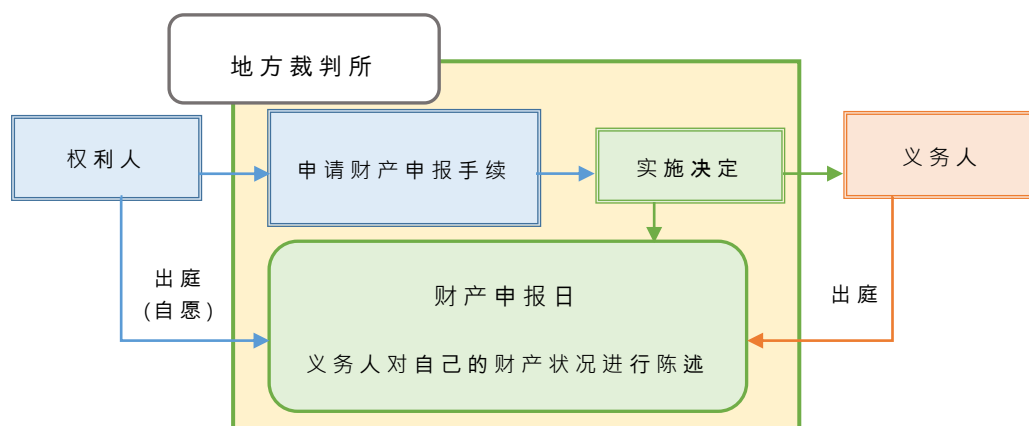 地方裁判所
权利人
申请财产申报手续
实施决定
义务人
出庭
(自愿)
财产申报日
出庭
义务人对自己的财产状况进行陈述